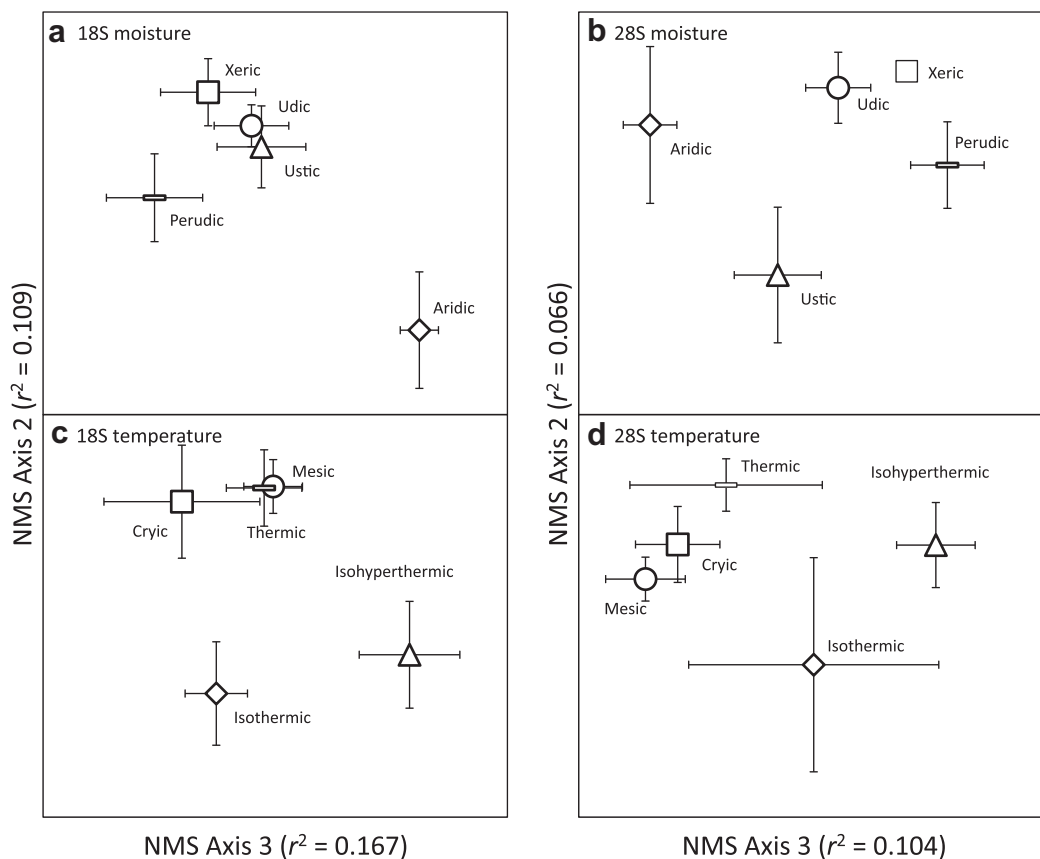 a 18S moisture
Xeric
Udic
Ustic
Perudic
Aridic
b 28S moisture
Xeric
Udic
Aridic
Perudic
Ustic
NMS Axis 2 (r² = 0.109)
NMS Axis 2 (r² = 0.066)
c 18S temperature
Mesic
Cryic
Thermic
Isohyperthermic
Isothermic
d 28S temperature
Thermic
Isohyperthermic
Cryic
Mesic
Isothermic
NMS Axis 3 (r² = 0.167)
NMS Axis 3 (r² = 0.104)